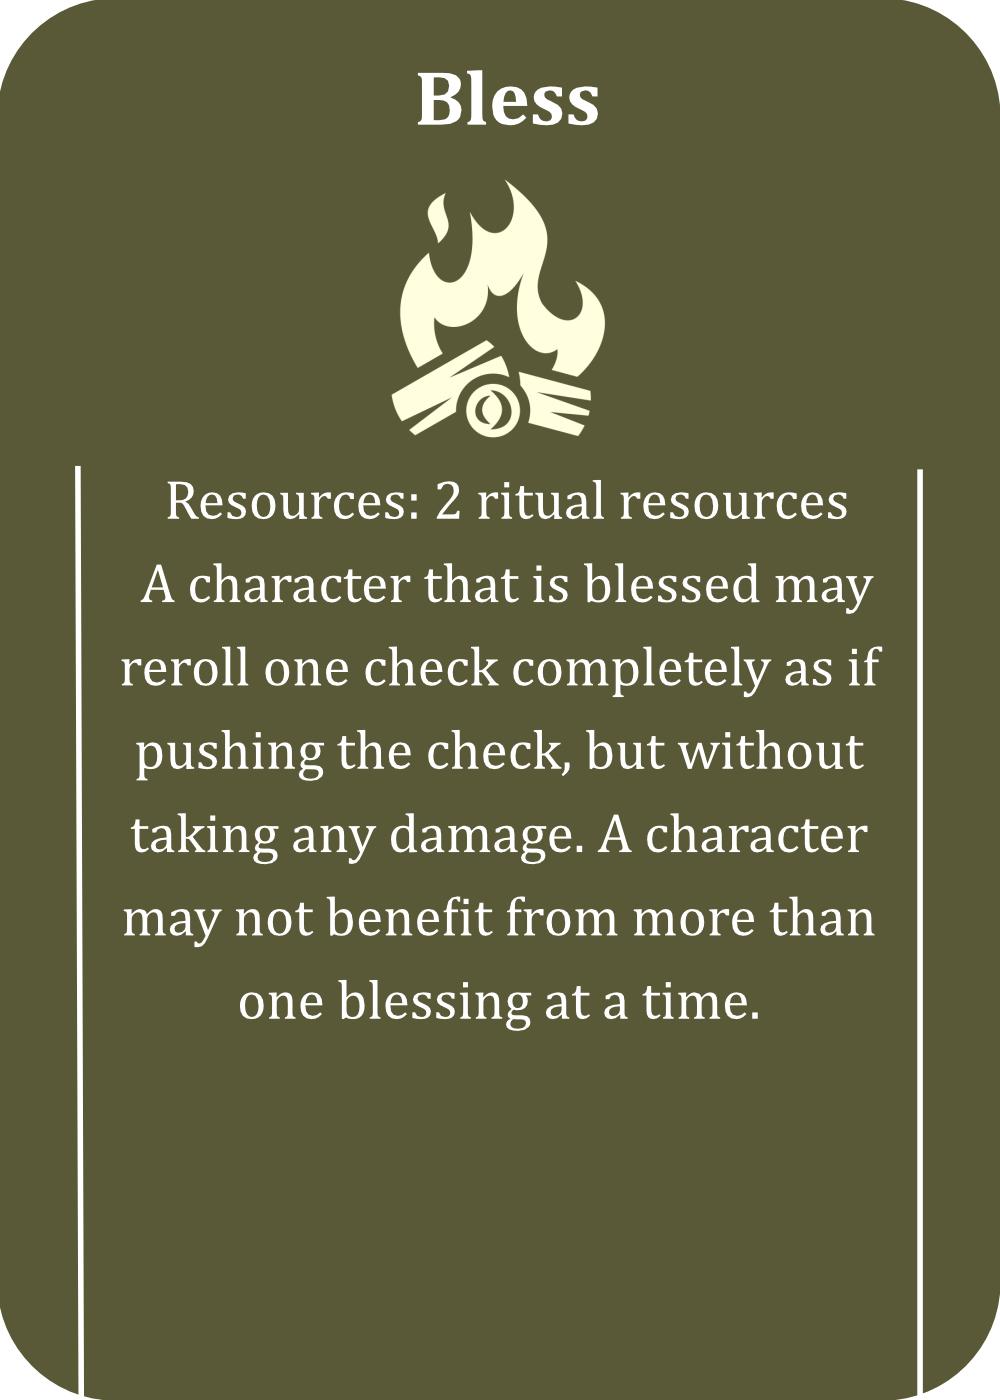 Bless
Resources: 2 ritual resources
A character that is blessed may
reroll one check completely as if
pushing the check, but without
taking any damage. A character
may not benefit from more than
one blessing at a time.